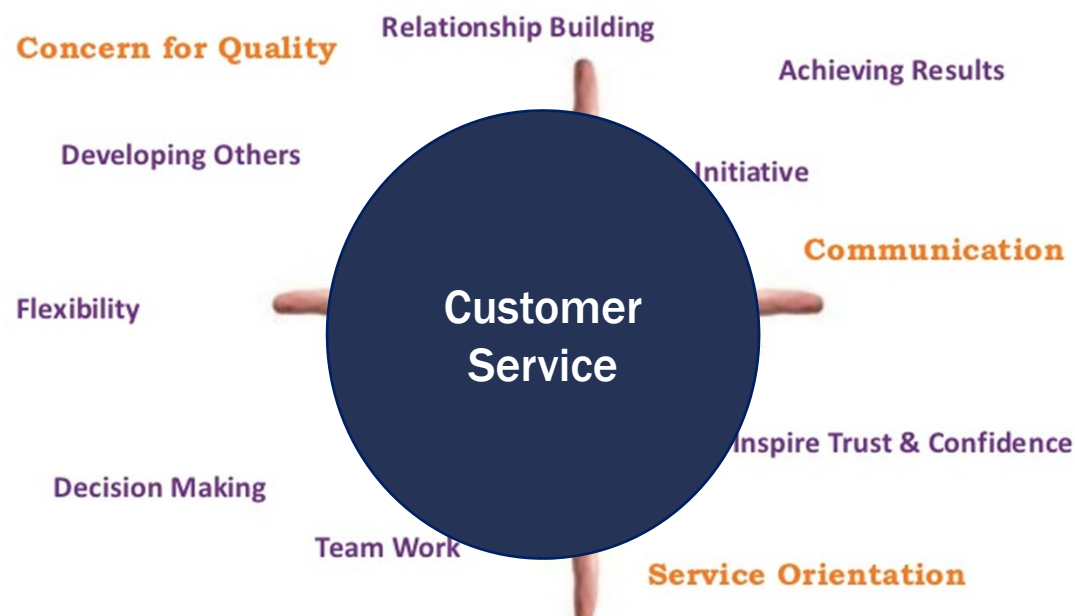 Relationship Building
Concern for Quality
Achieving Results
Developing Others
Initiative
Communication
Flexibility
Customer
Service
Inspire Trust & Confidence
Decision Making
Team Work
Service Orientation